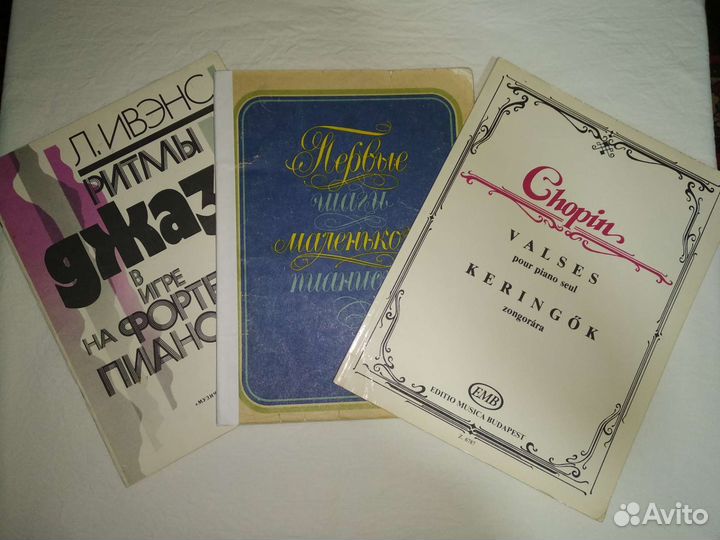 Л. ИВЭНС
РИТМЫ
джаз
В
ИГРЕ
НА ФОРТЕ
ПИАНО
Первые
шаги
маленько
пианис
Chopin
VALSES
pour piano seul
KERINGŐK
zongorára
EMB
EDITIO MUSICA BUDAPEST
Z. 6787
Avito